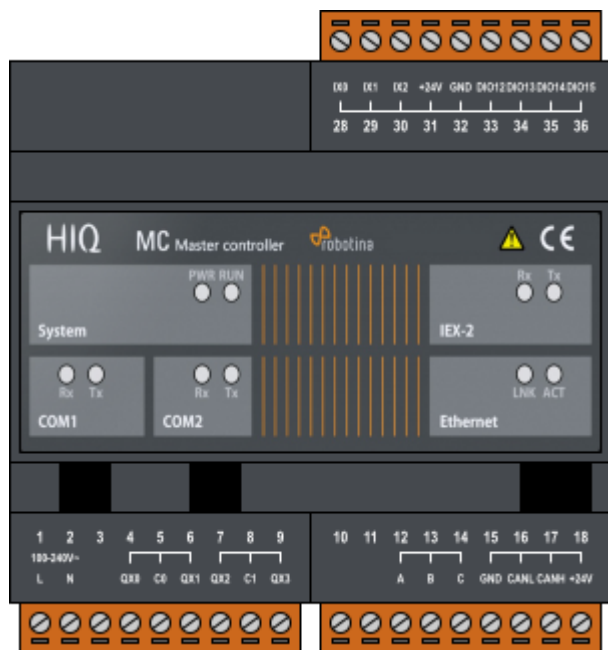 IX0 IX1 IX2 +24V GND DIO12 DIO13 DIO14 DIO15
28 29 30 31 32 33 34 35 36
HIQ MC Master controller robotina CE
PWR RUN
System
Rx Tx
IEX-2
Rx Tx
COM1
Rx Tx
COM2
LNK ACT
Ethernet
1 2 3 4 5 6 7 8 9 10 11 12 13 14 15 16 17 18
100-240V~
L N QX0 C0 QX1 QX2 C1 QX3 A B C GND CANL CANH +24V